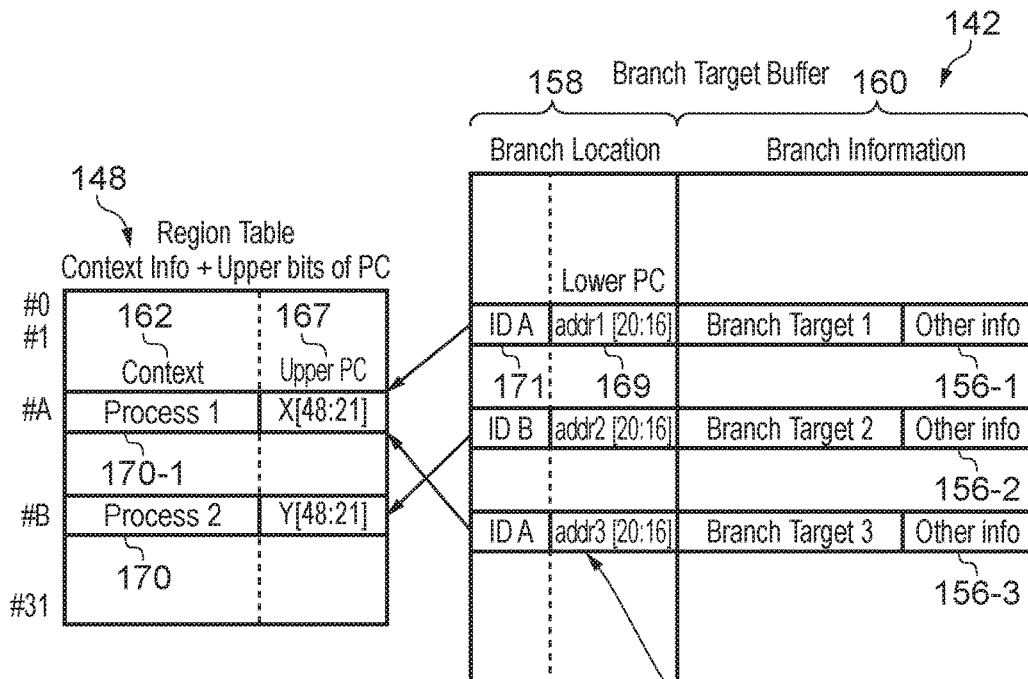 142
Branch Target Buffer
158
160
Branch Location
Branch Information
148
Region Table
Context Info + Upper bits of PC
Lower PC
#0
#1
162
167
Context
Upper PC
ID A
addr1 [20:16]
Branch Target 1
Other info
171
169
156-1
#A
Process 1
X[48:21]
ID B
addr2 [20:16]
Branch Target 2
Other info
170-1
156-2
#B
Process 2
Y[48:21]
ID A
addr3 [20:16]
Branch Target 3
Other info
170
156-3
#31